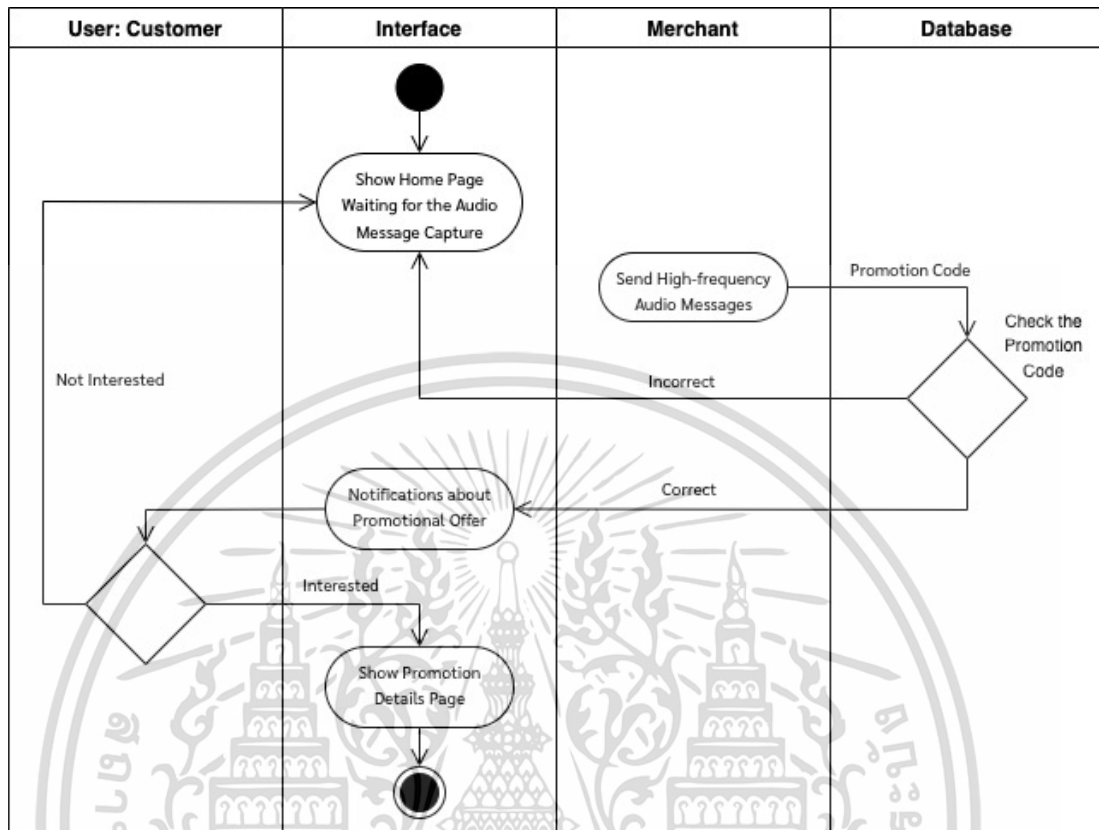 User: Customer
Interface
Merchant
Database
Show Home Page
Waiting for the Audio
Message Capture
Send High-frequency
Audio Messages
Promotion Code
Check the
Promotion
Code
Not Interested
Incorrect
Notifications about
Promotional Offer
Correct
Interested
Show Promotion
Details Page